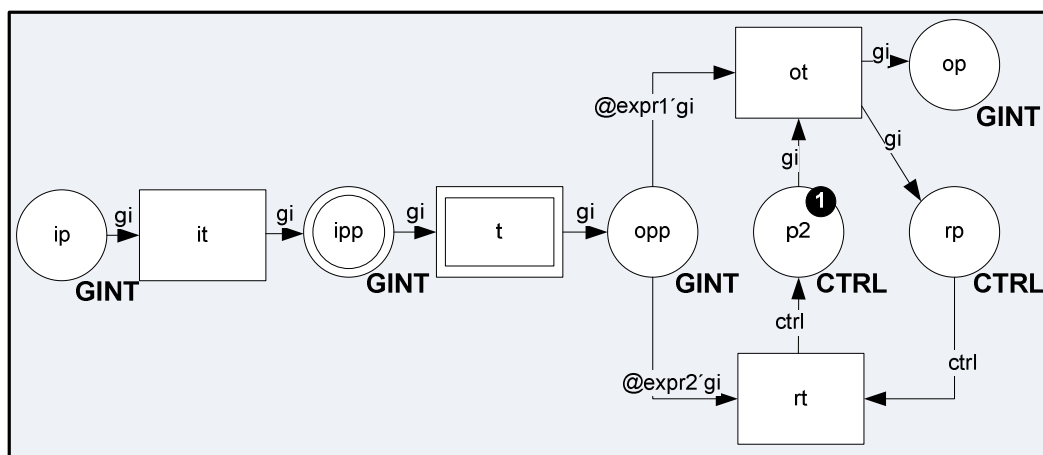 ot
gi
op
GINT
@expr1´gi
gi
gi
1
ip
gi
it
gi
ipp
gi
t
gi
opp
p2
rp
GINT
GINT
GINT
CTRL
CTRL
ctrl
ctrl
@expr2´gi
rt